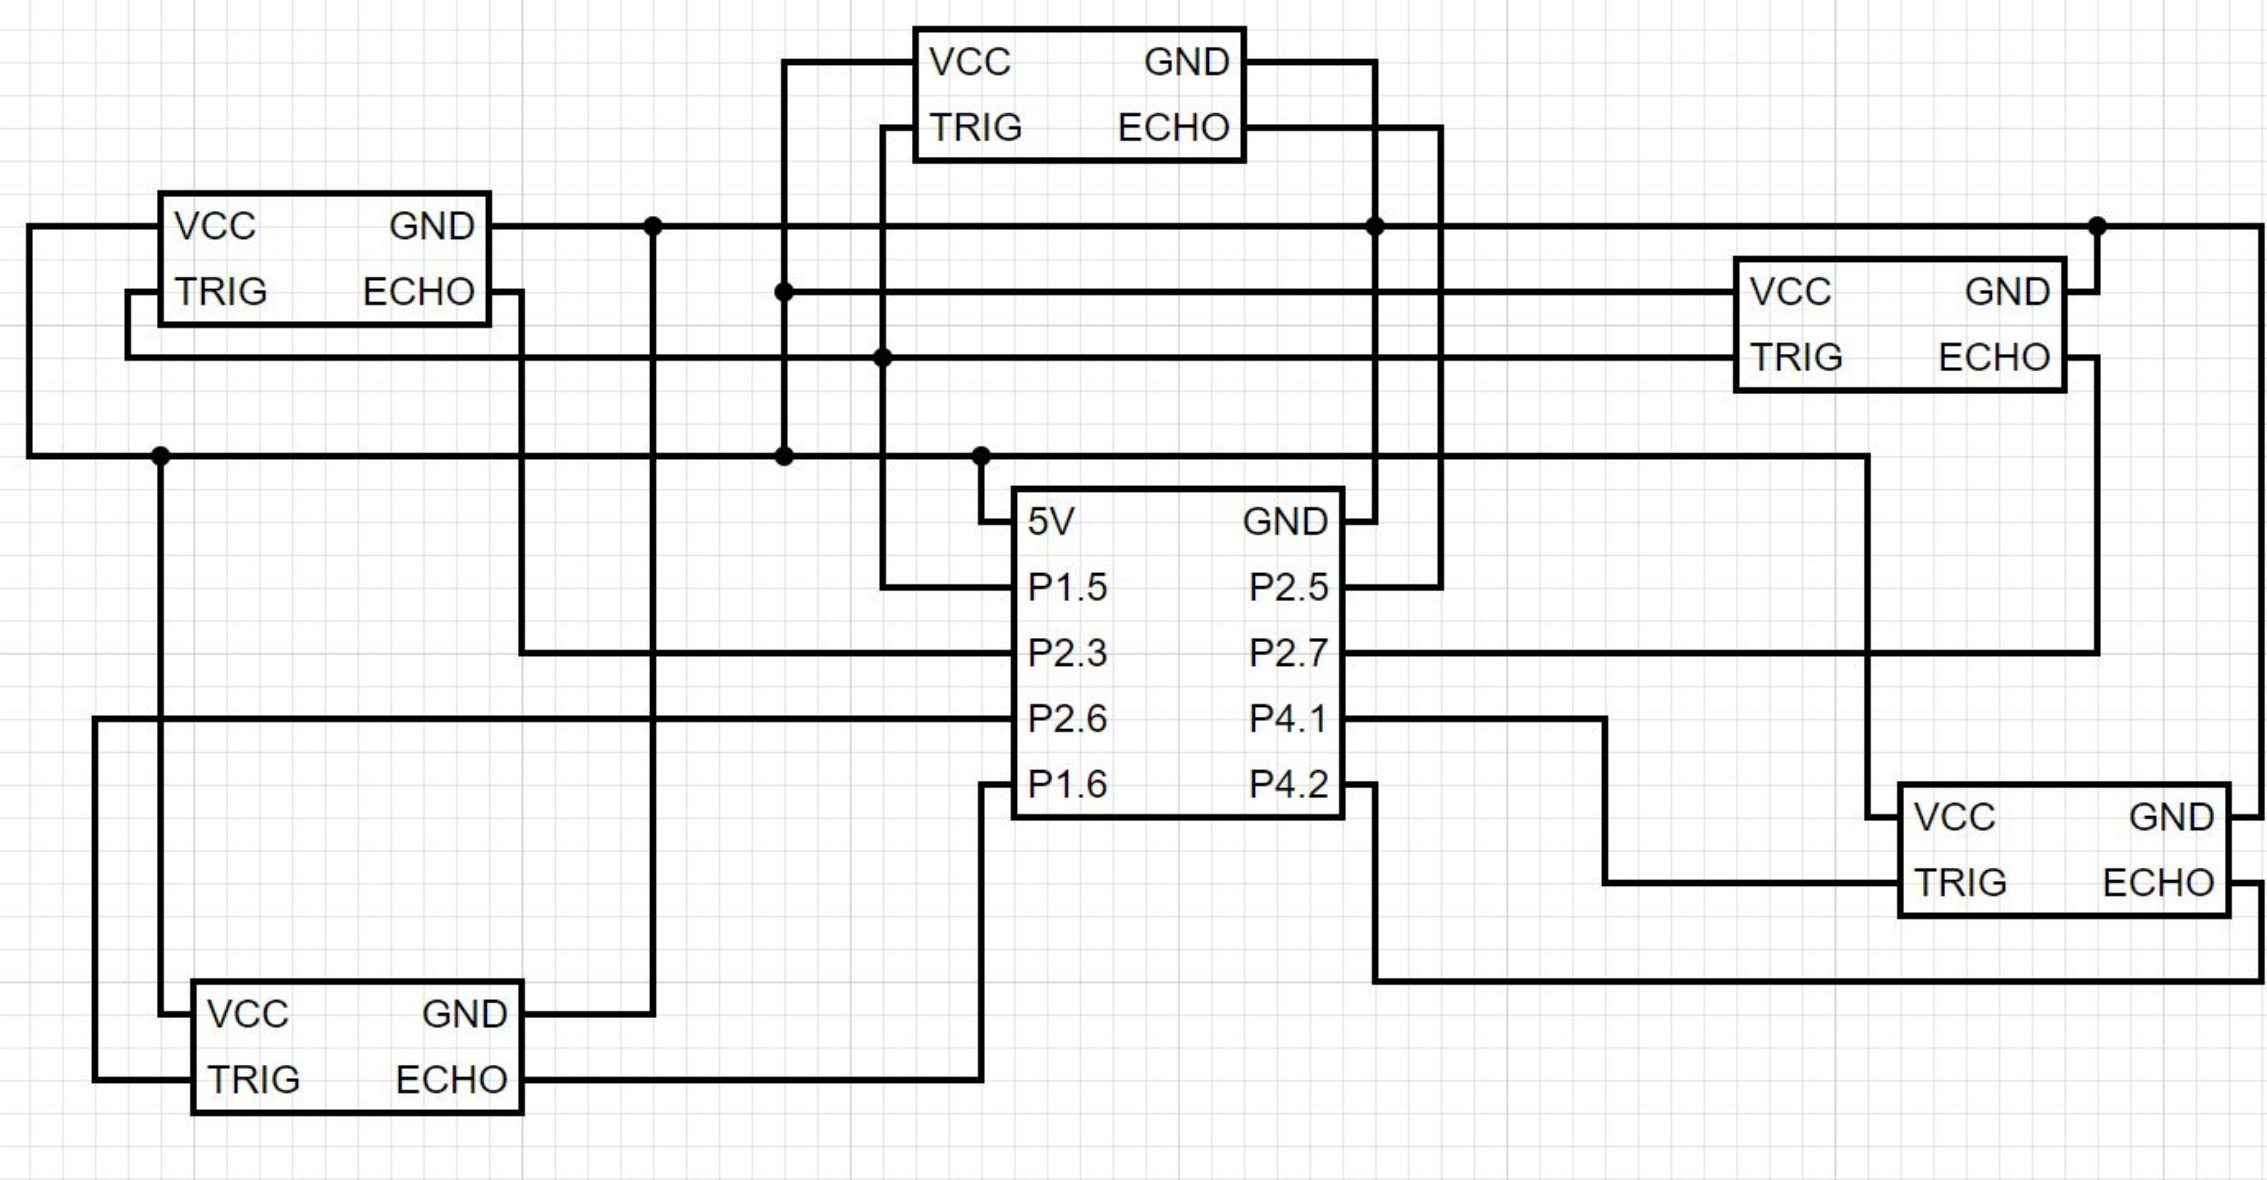 VCC GND
TRIG ECHO
VCC GND
TRIG ECHO
VCC GND
TRIG ECHO
5V GND
P1.5 P2.5
P2.3 P2.7
P2.6 P4.1
P1.6 P4.2
VCC GND
TRIG ECHO
VCC GND
TRIG ECHO